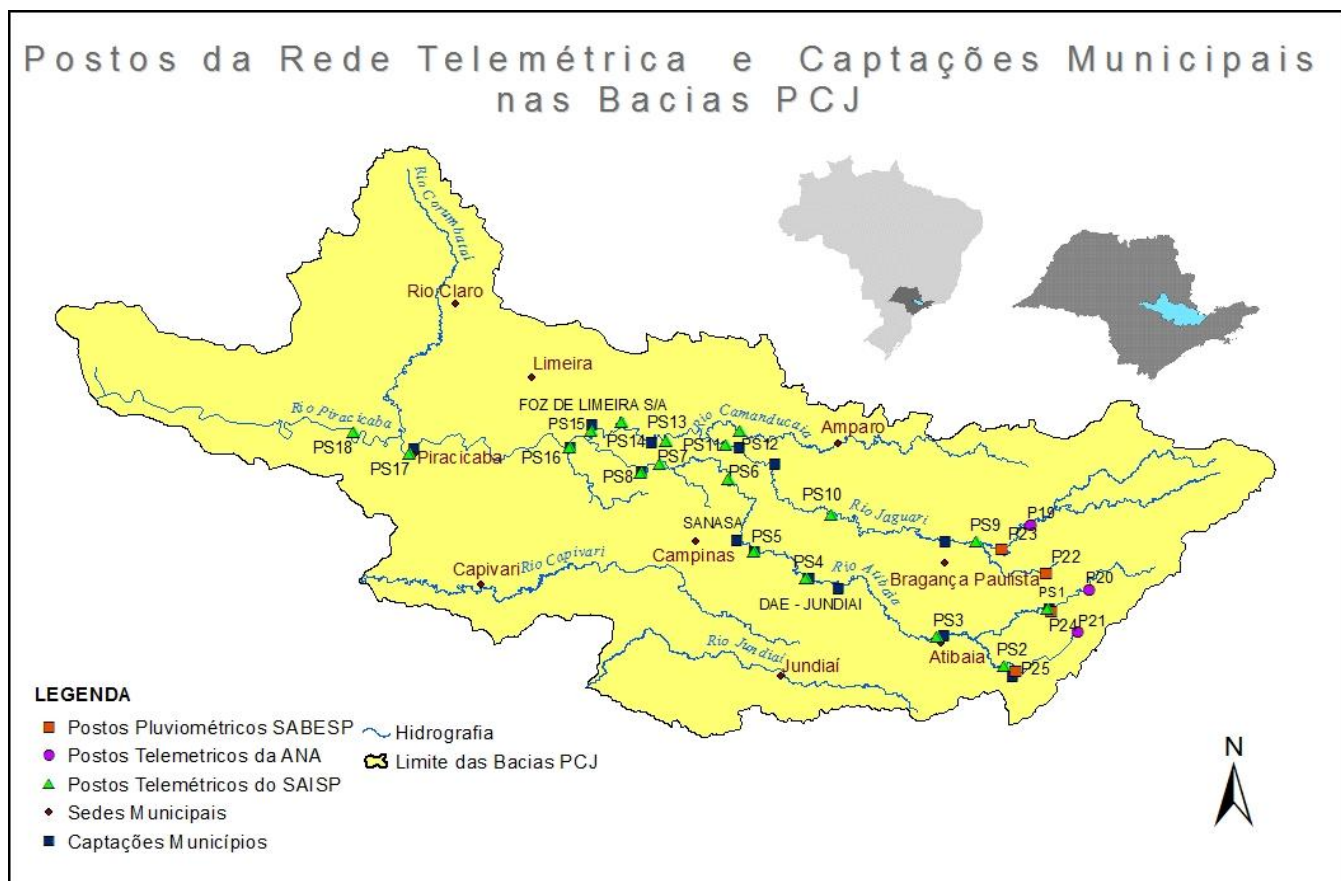 Postos da Rede Telemétrica e Captações Municipais
nas Bacias PCJ
Rio Corumbataí
Rio Claro
Limeira
Rio Piracicaba
FOZ DE LIMEIRA S/A
PS15
PS13
PS14
Rio Camanducaia
Amparo
PS11
PS12
PS18
PS17
Piracicaba
PS16
PS7
PS8
PS6
PS10
Rio Jaguari
P19
PS9
P23
SANASA
PS5
Campinas
P22
Bragança Paulista
P20
PS4
Rio Capivari
Capivari
Rio Atibaia
PS1
DAE - JUNDIAI
P24
P21
PS3
Atibaia
Rio Jundiaí
Jundiaí
PS2
P25
LEGENDA
Postos Pluviométricos SABESP
Postos Telemetricos da ANA
Postos Telemétricos do SAISP
Sedes Municipais
Captações Municípios
Hidrografia
Limite das Bacias PCJ
N